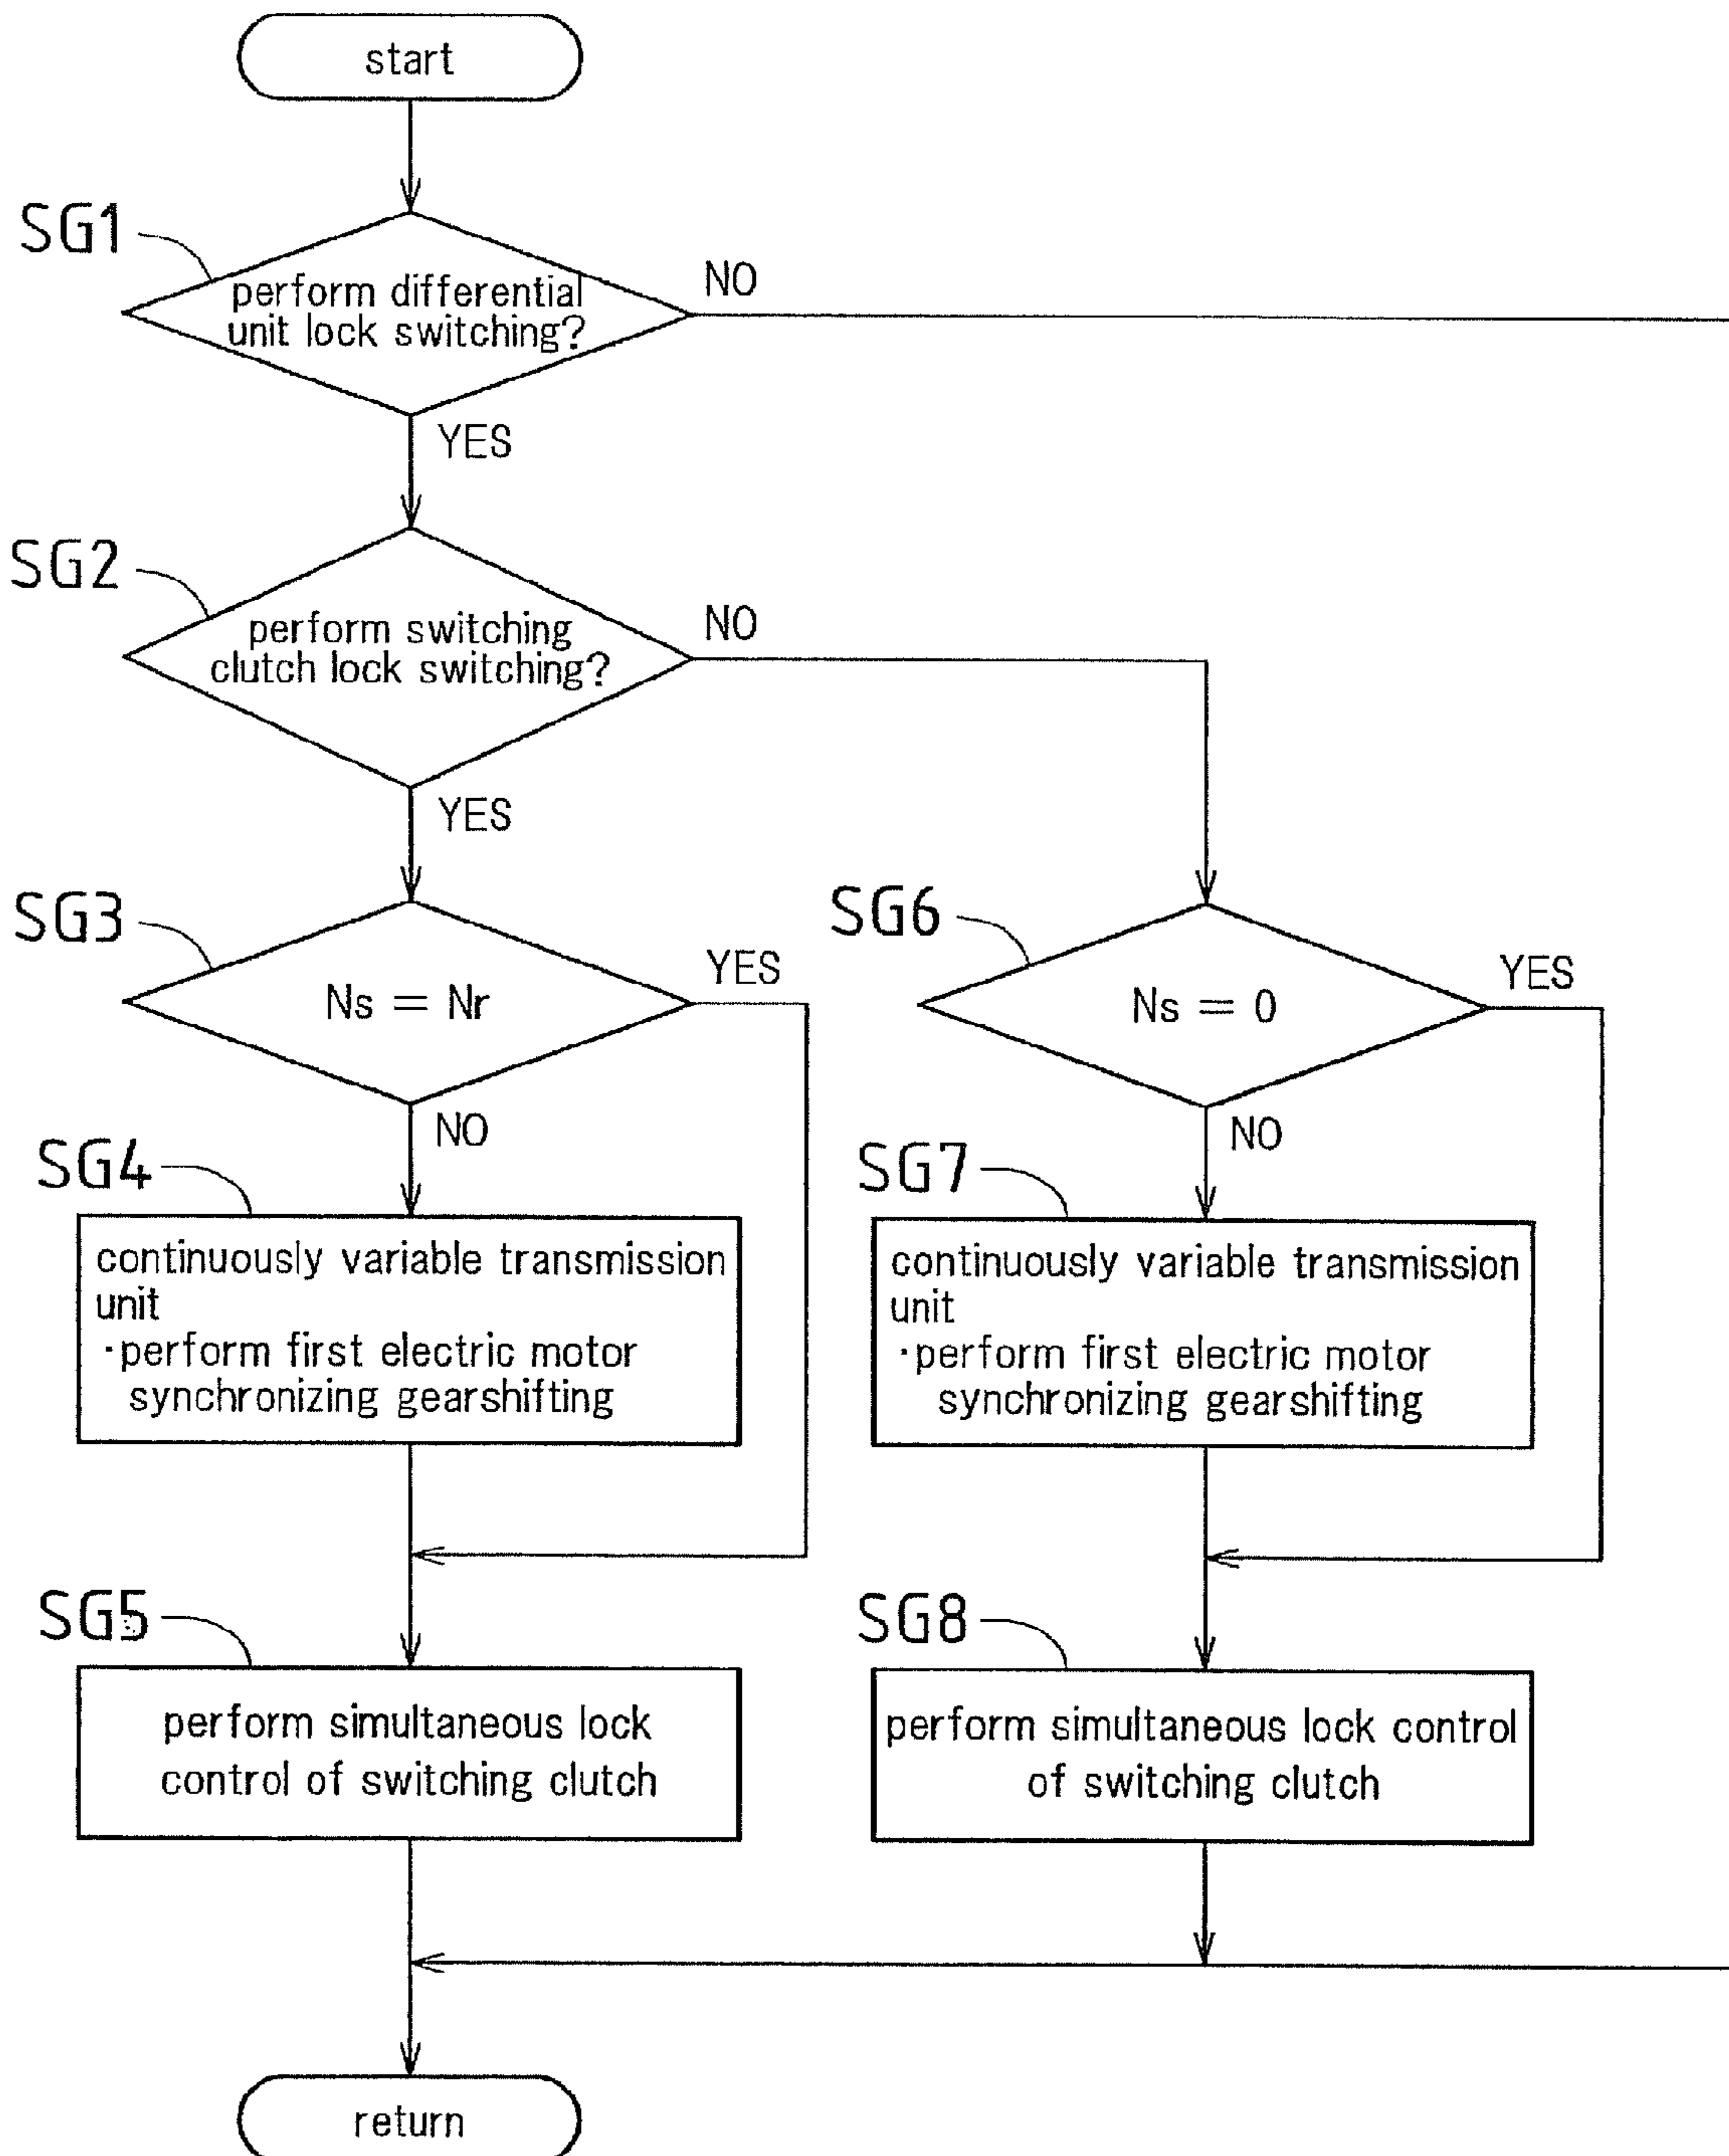 start
SG1
perform differential
unit lock switching?
NO
YES
SG2
perform switching
clutch lock switching?
NO
YES
SG3
Ns = Nr
YES
NO
SG6
Ns = 0
YES
NO
SG4
continuously variable transmission
unit
·perform first electric motor
synchronizing gearshifting
SG7
continuously variable transmission
unit
·perform first electric motor
synchronizing gearshifting
SG5
perform simultaneous lock
control of switching clutch
SG8
perform simultaneous lock control
of switching clutch
return